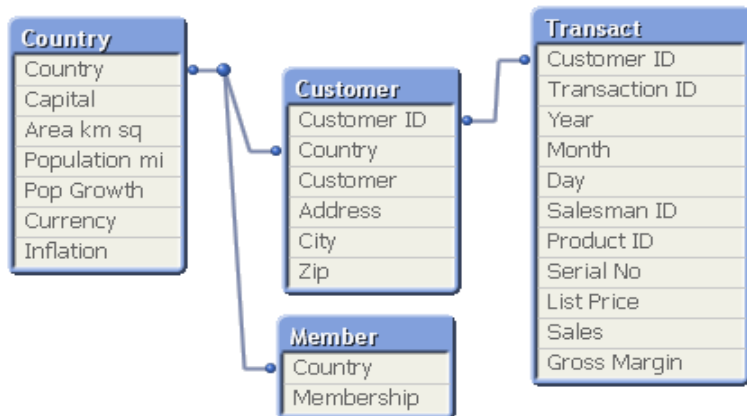 Country
Country
Capital
Area km sq
Population mi
Pop Growth
Currency
Inflation
Customer
Customer ID
Country
Customer
Address
City
Zip
Member
Country
Membership
Transact
Customer ID
Transaction ID
Year
Month
Day
Salesman ID
Product ID
Serial No
List Price
Sales
Gross Margin